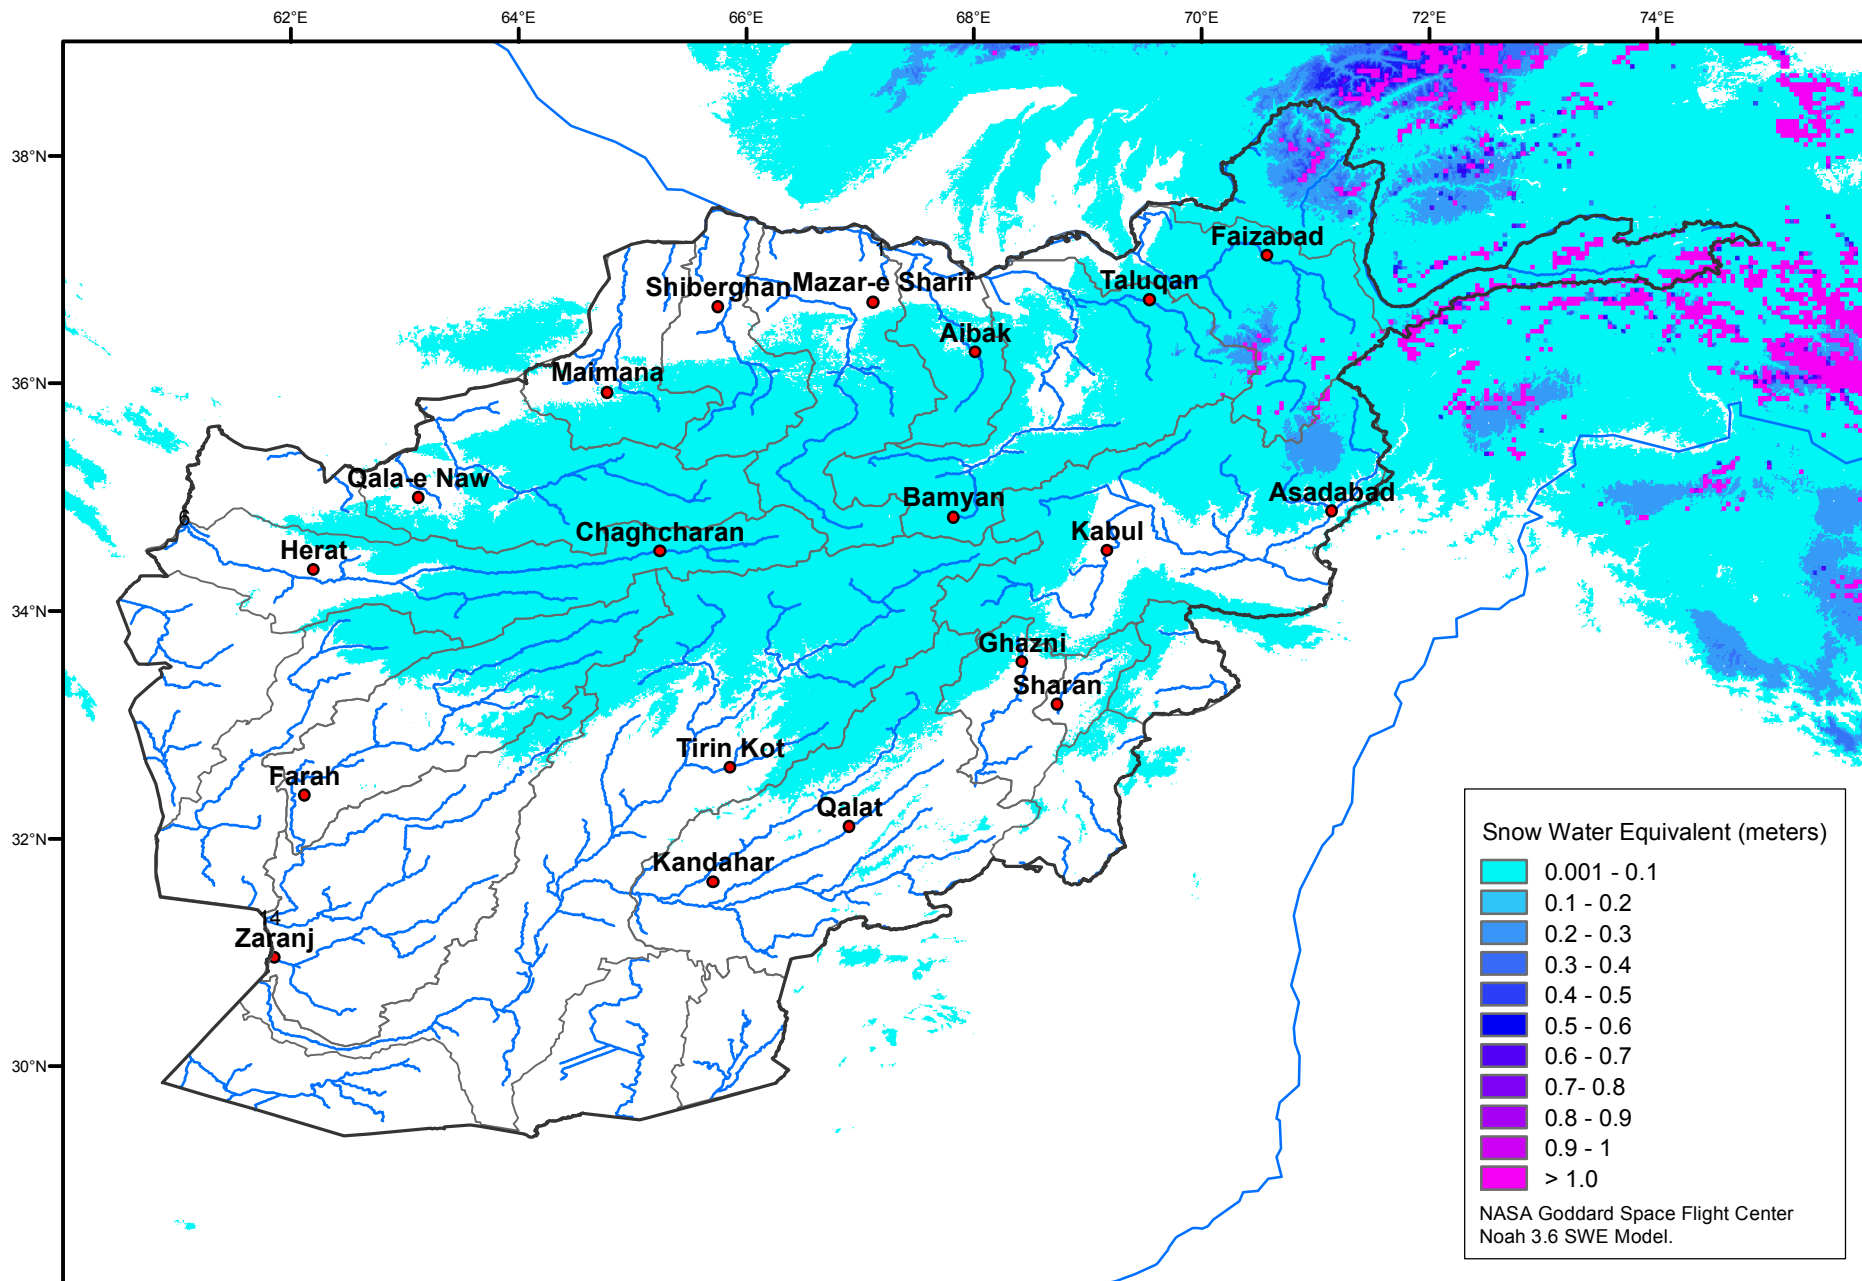 62°E 64°E 66°E 68°E 70°E 72°E 74°E
38°N
36°N
34°N
32°N
30°N
Faizabad
Shiberghan
Mazar-e Sharif
Taluqan
Aibak
Maimana
Qala-e Naw
Bamyan
Asadabad
6
Chaghcharan
Kabul
Herat
Ghazni
Sharan
Tirin Kot
Farah
Qalat
Kandahar
14
Zaranj
Snow Water Equivalent (meters)
0.001 - 0.1
0.1 - 0.2
0.2 - 0.3
0.3 - 0.4
0.4 - 0.5
0.5 - 0.6
0.6 - 0.7
0.7- 0.8
0.8 - 0.9
0.9 - 1
> 1.0
NASA Goddard Space Flight Center
Noah 3.6 SWE Model.